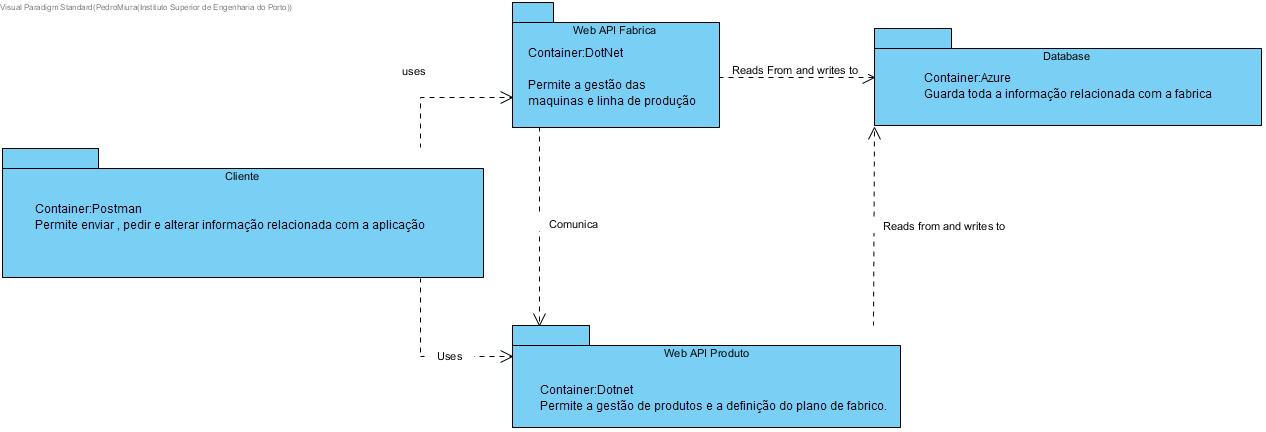 Visual Paradigm Standard(PedroMiura(Instituto Superior de Engenharia do Porto))
Web API Fabrica
Container:DotNet
Permite a gestão das
maquinas e linha de produção
uses
Reads From and writes to
Database
Container:Azure
Guarda toda a informação relacionada com a fabrica
Cliente
Container:Postman
Permite enviar , pedir e alterar informação relacionada com a aplicação
Comunica
Reads from and writes to
Uses
Web API Produto
Container:Dotnet
Permite a gestão de produtos e a definição do plano de fabrico.